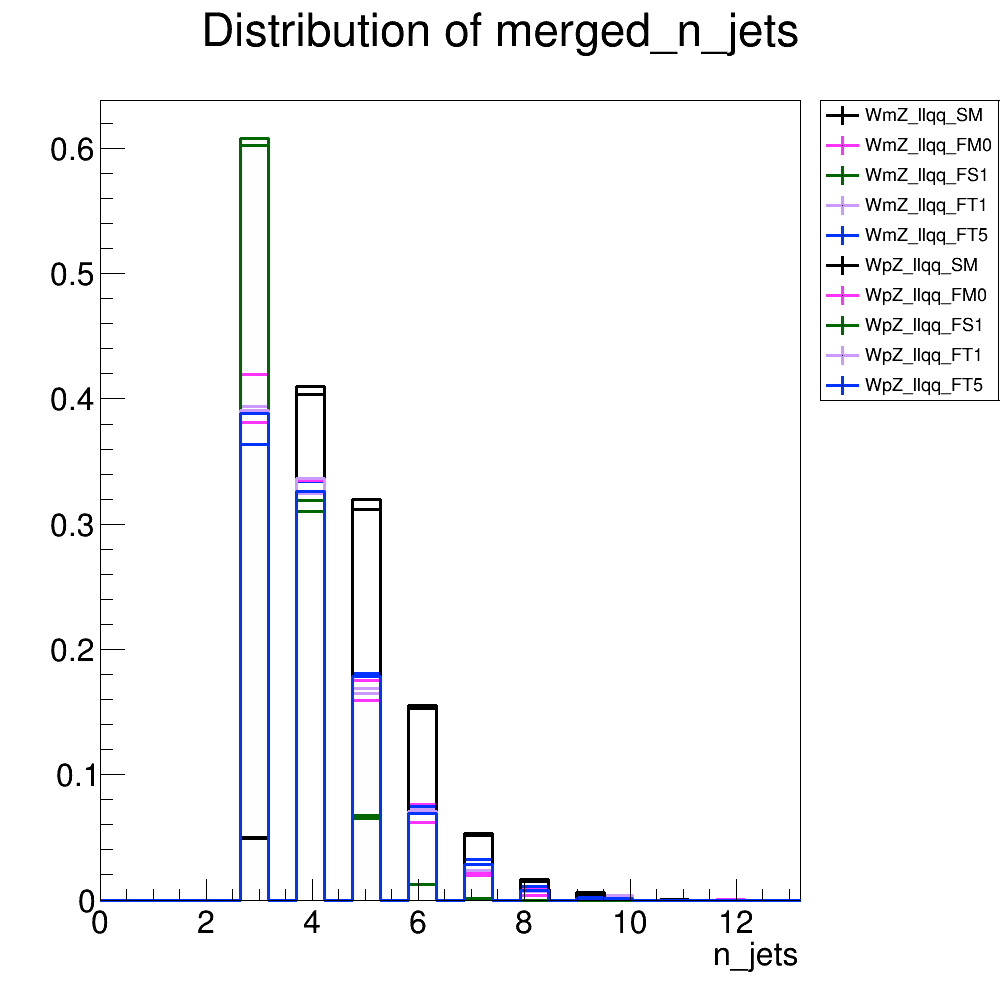 Distribution of merged_n_jets
WmZ_llqq_SM
WmZ_llqq_FM0
WmZ_llqq_FS1
WmZ_llqq_FT1
WmZ_llqq_FT5
WpZ_llqq_SM
WpZ_llqq_FM0
WpZ_llqq_FS1
WpZ_llqq_FT1
WpZ_llqq_FT5
0.6
0.5
0.4
0.3
0.2
0.1
0
0 2 4 6 8 10 12
n_jets